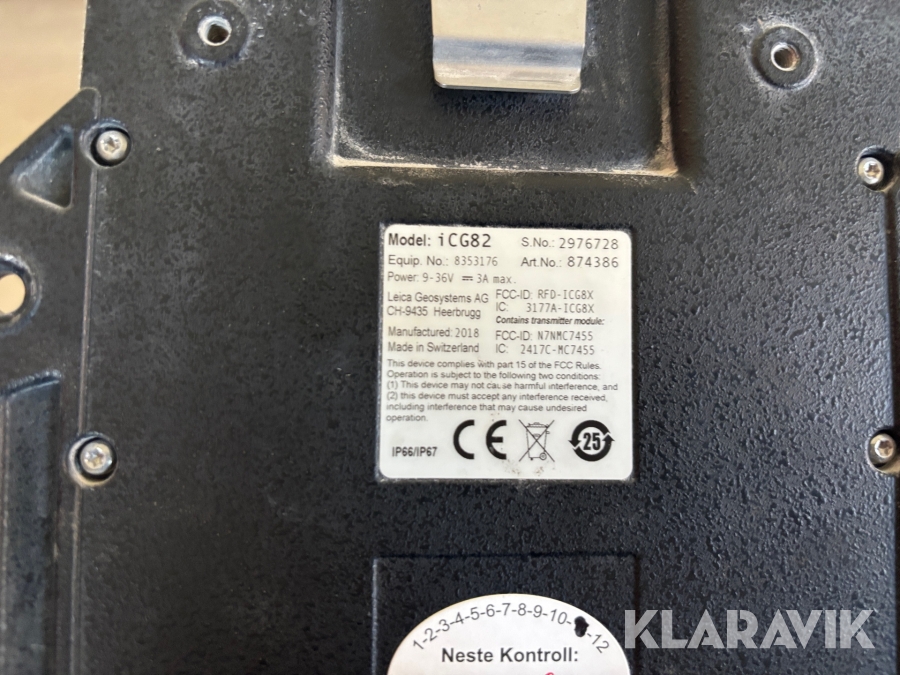 Model: iCG82 S.No.: 2976728
Equip. No.: 8353176 Art.No.: 874386
Power: 9-36V 3A max.
Leica Geosystems AG FCC-ID: RFD-ICG8X
CH-9435 Heerbrugg IC: 3177A-ICG8X
Contains transmitter module:
Manufactured: 2018 FCC-ID: N7NMC7455
Made in Switzerland IC: 2417C-MC7455
This device complies with part 15 of the FCC Rules.
Operation is subject to the following two conditions:
(1) This device may not cause harmful interference, and
(2) this device must accept any interference received,
including interference that may cause undesired
operation.
IP66/IP67 CE 25
1-2-3-4-5-6-7-8-9-10- -12
Neste Kontroll:
KLARAVIK